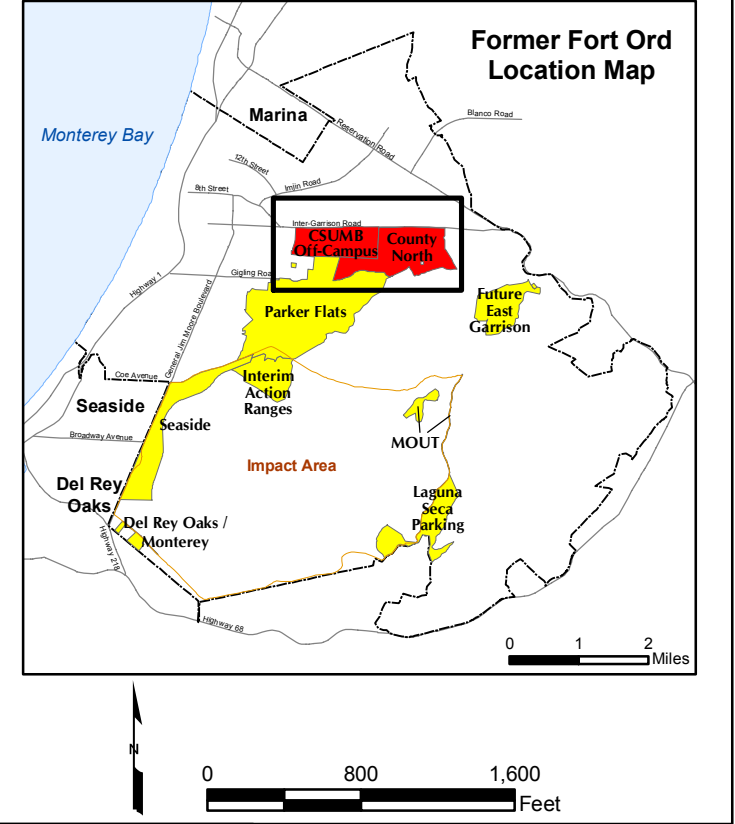 Former Fort Ord
Location Map
Marina
Blanco Road
Monterey Bay
Reservation Road
12th Street
Imjin Road
8th Street
Inter-Garrison Road
CSUMB
Off-Campus
County
North
Gigling Roa
Highway 1
General Jim Moore Boulevard
Parker Flats
Future
East
Garrison
Coe Avenue
Interim
Action
Ranges
Seaside
Seaside
MOUT
Broadway Avenue
Impact Area
Del Rey
Oaks
Laguna
Seca
Parking
Del Rey Oaks /
Monterey
Highway 218
Highway 68
0 1 2
Miles
N
0 800 1,600
Feet